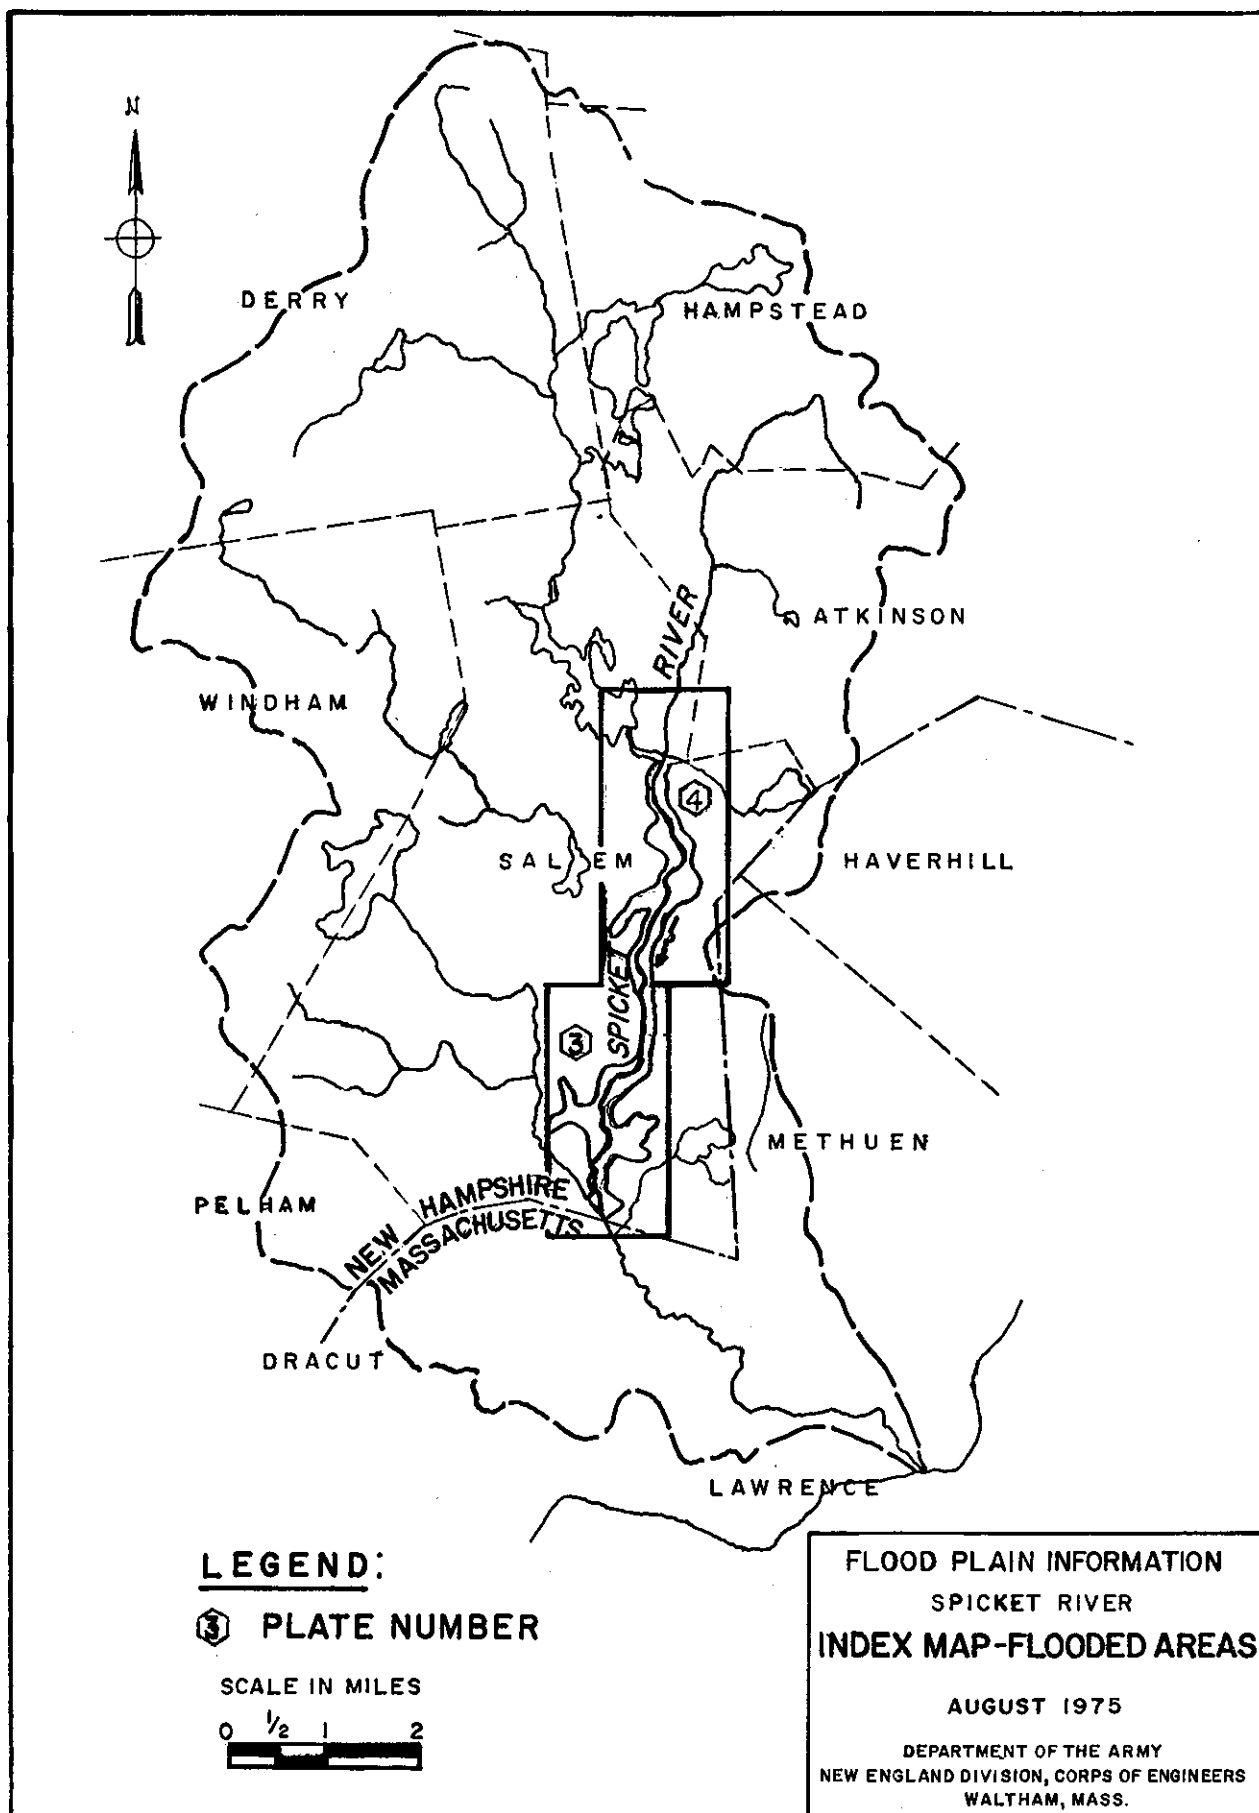 N
DERRY
HAMPSTEAD
RIVER
ATKINSON
WINDHAM
4
SALEM
HAVERHILL
SPICKET
3
METHUEN
PELHAM
NEW HAMPSHIRE
MASSACHUSETTS
DRACUT
LAWRENCE
LEGEND:
3 PLATE NUMBER
SCALE IN MILES
0 1/2 1 2
FLOOD PLAIN INFORMATION
SPICKET RIVER
INDEX MAP-FLOODED AREAS
AUGUST 1975
DEPARTMENT OF THE ARMY
NEW ENGLAND DIVISION, CORPS OF ENGINEERS
WALTHAM, MASS.